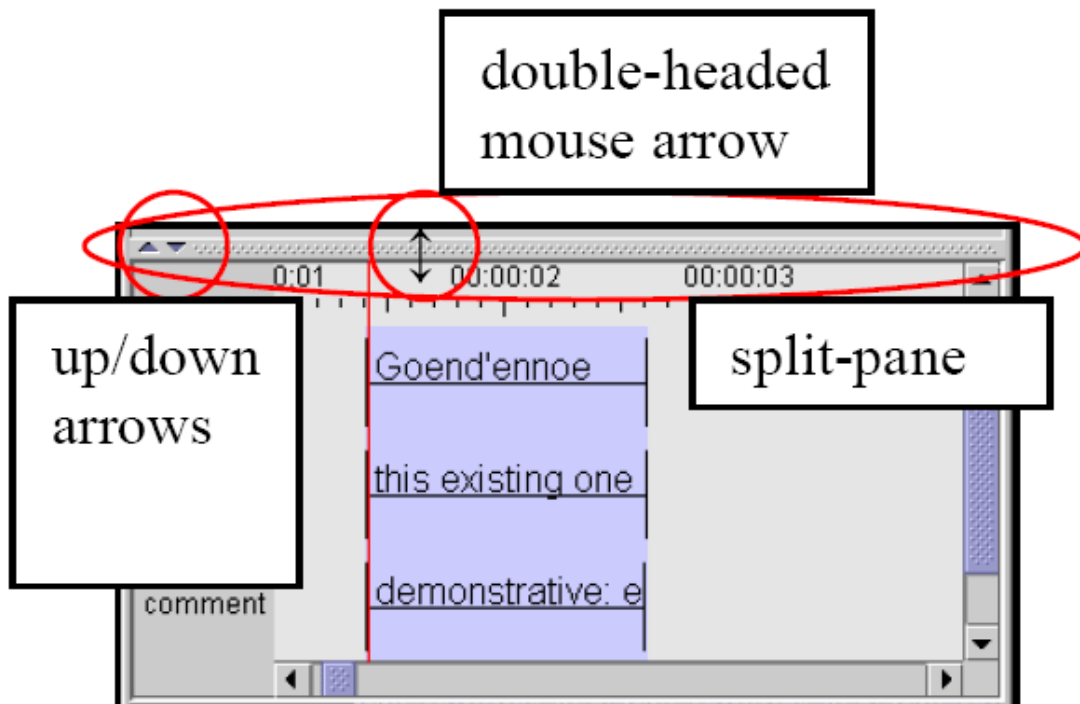 double-headed
mouse arrow
0:01 00:00:02 00:00:03
up/down
arrows
split-pane
Goend'ennoe
this existing one
demonstrative: e
comment